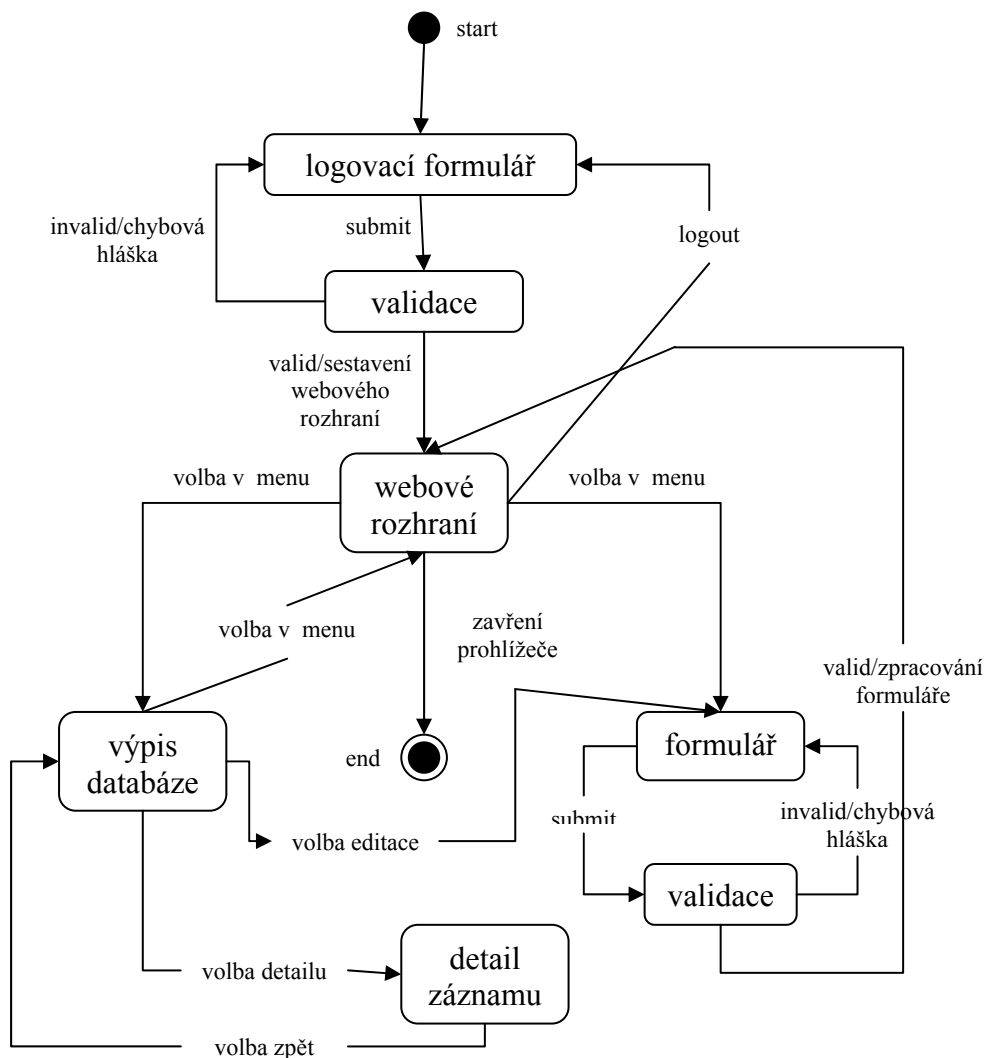 start
logovací formulář
invalid/chybová
hláška
submit
logout
validace
valid/sestavení
webového
rozhraní
volba v menu
webové
rozhraní
volba v menu
volba v menu
zavření
prohlížeče
valid/zpracování
formuláře
výpis
databáze
end
formulář
submit
invalid/chybová
hláška
volba editace
validace
volba detailu
detail
záznamu
volba zpět